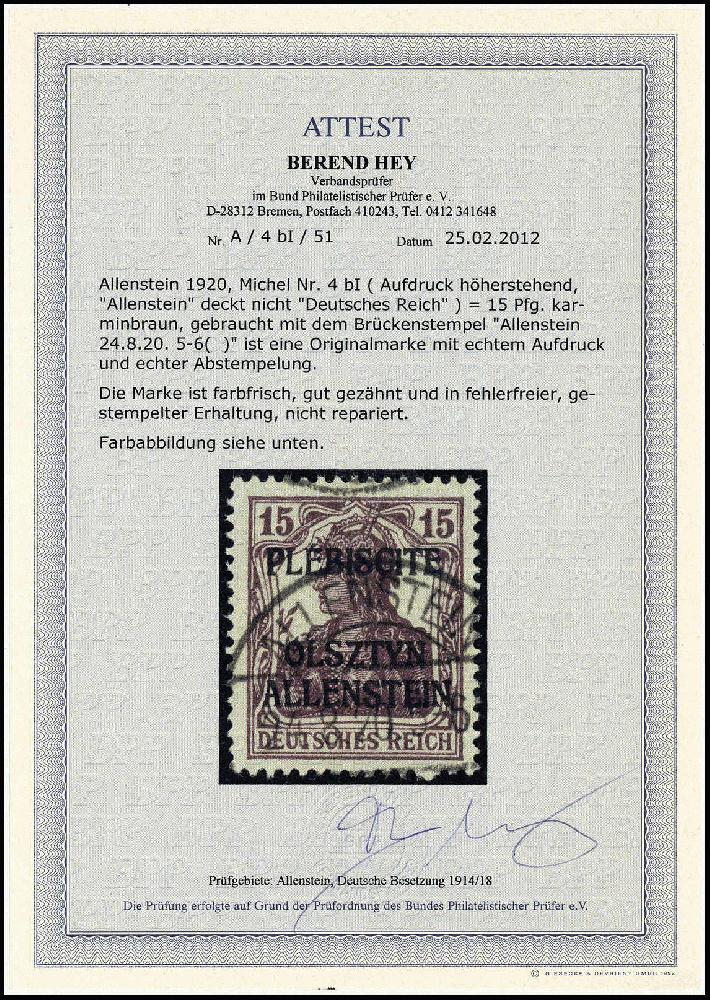 ATTEST
BEREND HEY
Verbandsprüfer
im Bund Philatelistischer Prüfer e. V.
D-28312 Bremen, Postfach 410243, Tel. 0412 341648
Nr. A / 4 bI / 51 Datum 25.02.2012
Allenstein 1920, Michel Nr. 4 bI ( Aufdruck höherstehend,
"Allenstein" deckt nicht "Deutsches Reich" ) = 15 Pfg. kar-
minbraun, gebraucht mit dem Brückenstempel "Allenstein
24.8.20. 5-6( )" ist eine Originalmarke mit echtem Aufdruck
und echter Abstempelung.
Die Marke ist farbfrisch, gut gezähnt und in fehlerfreier, ge-
stempelter Erhaltung, nicht repariert.
Farbabbildung siehe unten.
15 15
PLÉBISCITE
ALLENSTEIN
OLSZTYN
ALLENSTEIN
DEUTSCHES REICH
Prüfgebiete: Allenstein, Deutsche Besetzung 1914/18
Die Prüfung erfolgte auf Grund der Prüfordnung des Bundes Philatelistischer Prüfer e.V.